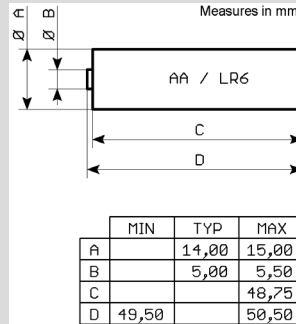 Measures in mm
Ø A
Ø B
AA / LR6
C
D
MIN TYP MAX
A 14,00 15,00
B 5,00 5,50
C 48,75
D 49,50 50,50